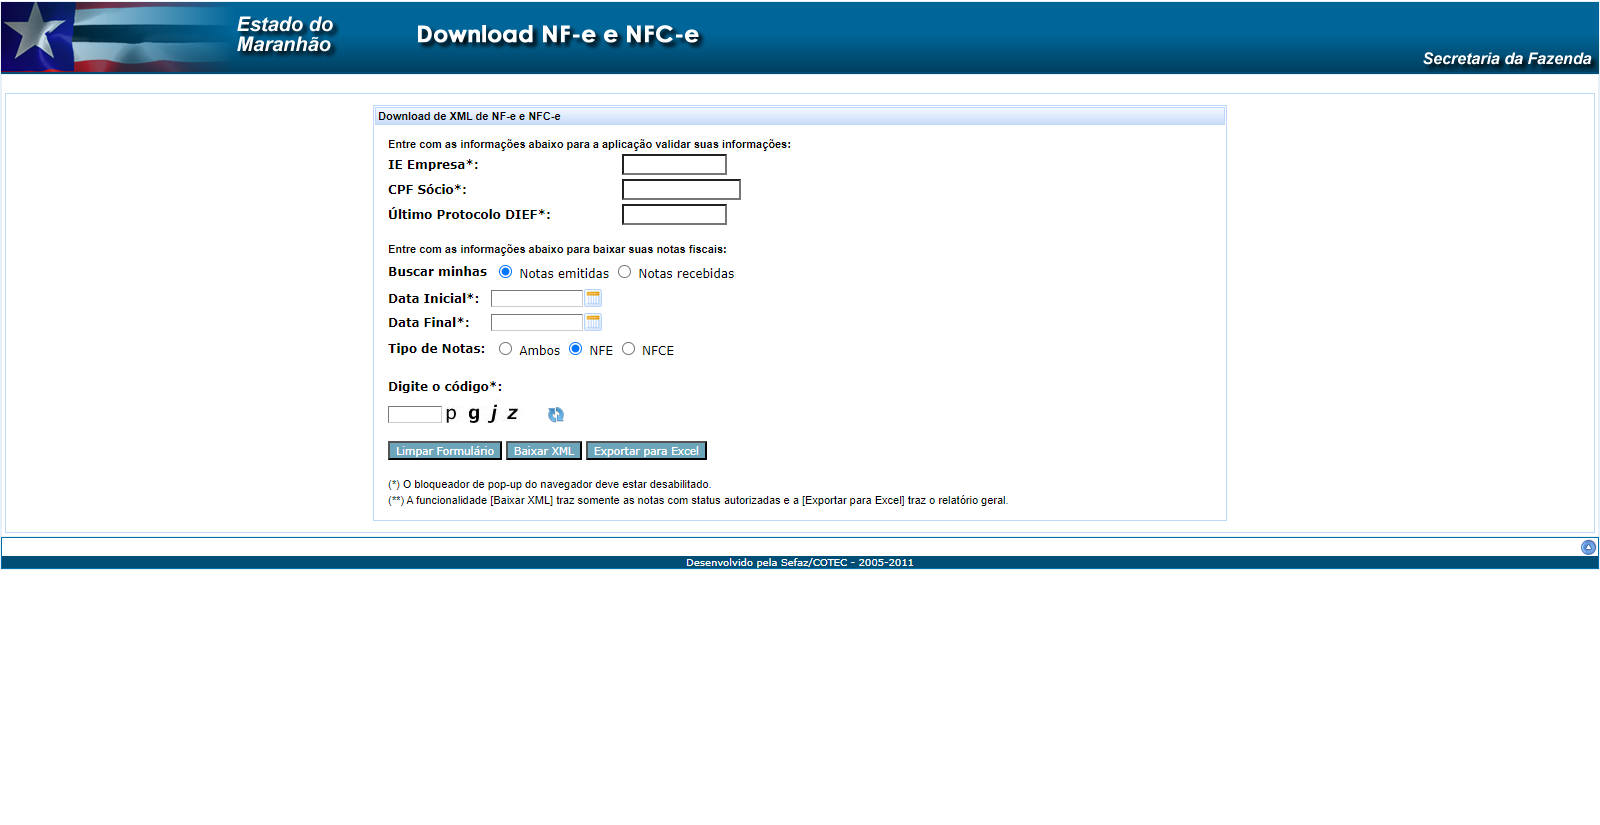 Estado do
Maranhão
Download NF-e e NFC-e
Secretaria da Fazenda
Download de XML de NF-e e NFC-e
Entre com as informações abaixo para a aplicação validar suas informações:
IE Empresa*:
CPF Sócio*:
Último Protocolo DIEF*:
Entre com as informações abaixo para baixar suas notas fiscais:
Buscar minhas Notas emitidas Notas recebidas
Data Inicial*:
Data Final*:
Tipo de Notas: Ambos NFE NFCE
Digite o código*:
p g j z
Limpar Formulário Baixar XML Exportar para Excel
(*) O bloqueador de pop-up do navegador deve estar desabilitado.
(**) A funcionalidade [Baixar XML] traz somente as notas com status autorizadas e a [Exportar para Excel] traz o relatório geral.
Desenvolvido pela Sefaz/COTEC - 2005-2011